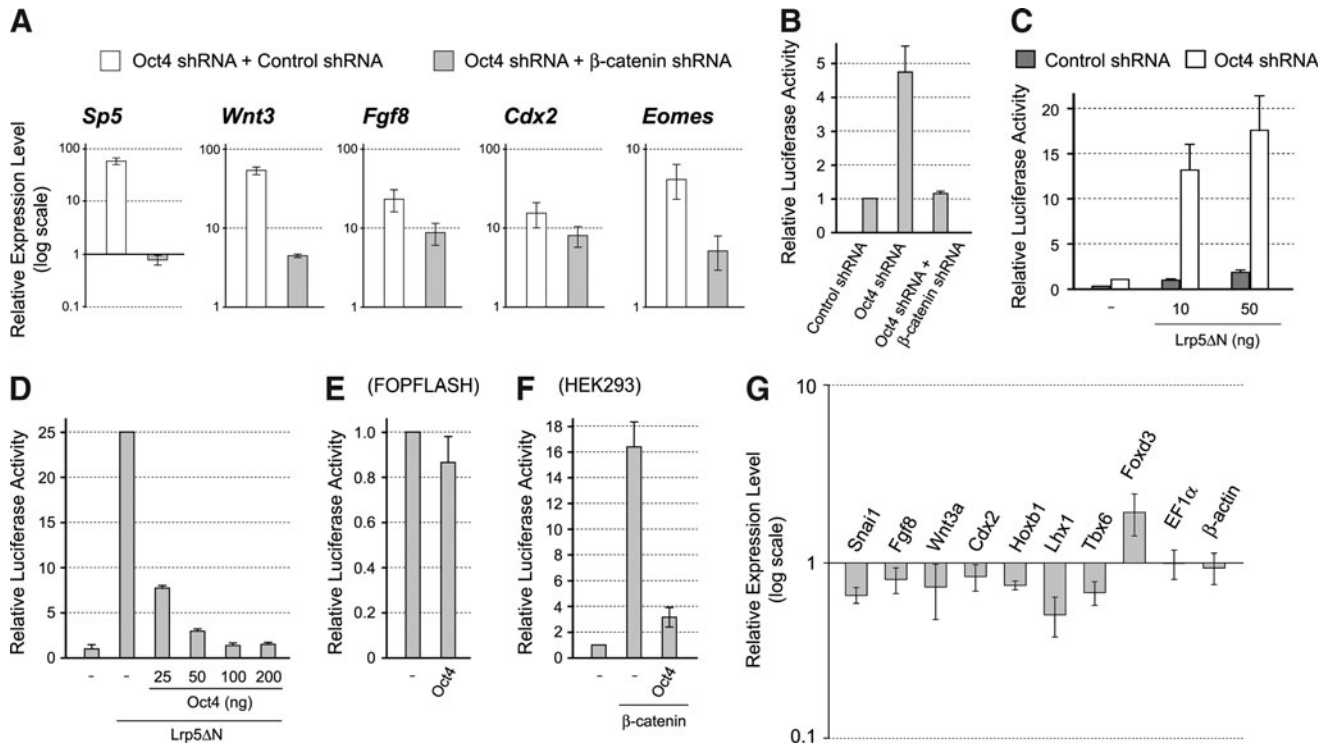 A
Oct4 shRNA + Control shRNA
Oct4 shRNA + β-catenin shRNA
Sp5
Wnt3
Fgf8
Cdx2
Eomes
Relative Expression Level
(log scale)
100
10
1
0.1
100
10
1
100
10
1
100
10
1
10
1
B
Relative Luciferase Activity
5
4
3
2
1
0
Control shRNA
Oct4 shRNA
Oct4 shRNA +
β-catenin shRNA
C
Control shRNA
Oct4 shRNA
Relative Luciferase Activity
20
15
10
5
0
-
10
50
Lrp5ΔN (ng)
D
Relative Luciferase Activity
25
20
15
10
5
0
-
-
25
50
100
200
Oct4 (ng)
Lrp5ΔN
E
(FOPFLASH)
Relative Luciferase Activity
1.0
0.8
0.6
0.4
0.2
0
-
Oct4
F
(HEK293)
Relative Luciferase Activity
16
14
12
10
8
6
4
2
0
-
-
Oct4
β-catenin
G
Relative Expression Level
(log scale)
10
1
0.1
Snai1
Fgf8
Wnt3a
Cdx2
Hoxb1
Lhx1
Tbx6
Foxd3
EF1α
β-actin